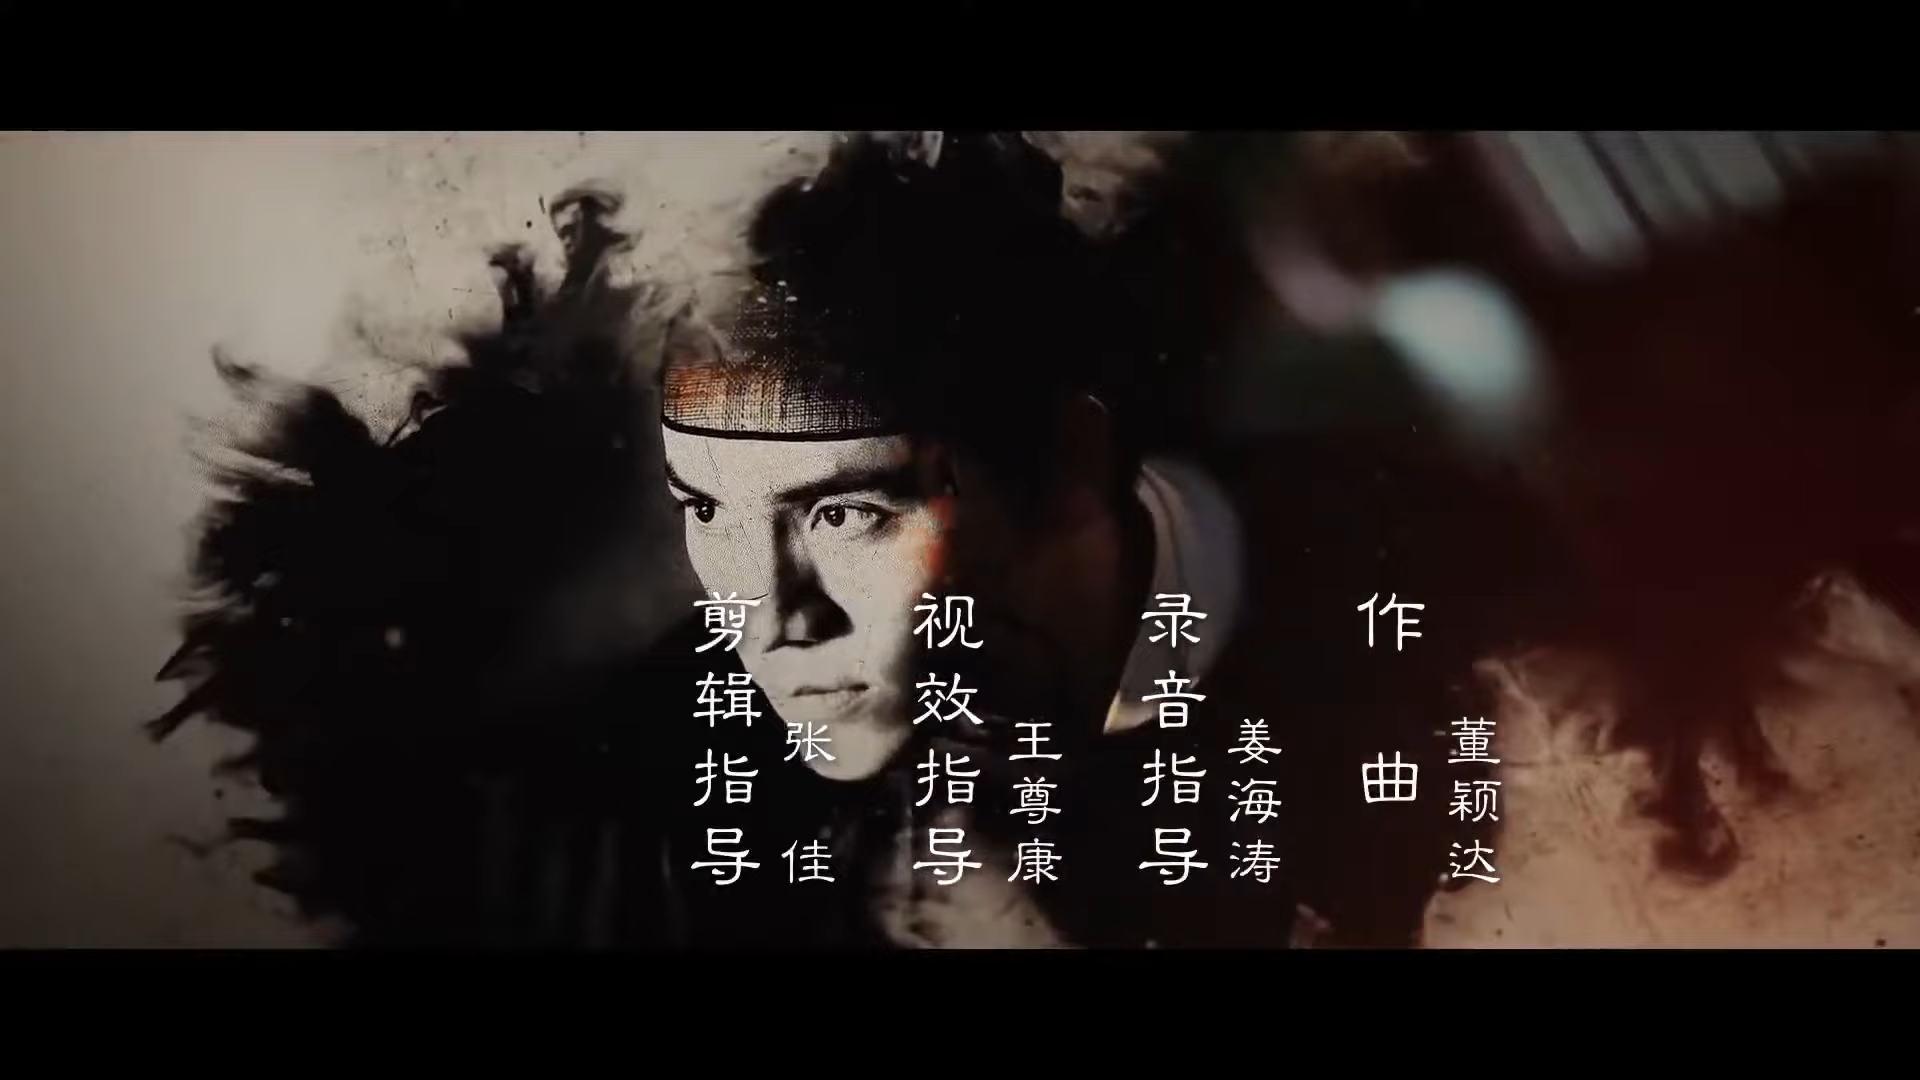 剪辑指导
张佳
视效指导
王尊康
录音指导
姜海涛
作曲
董颖达